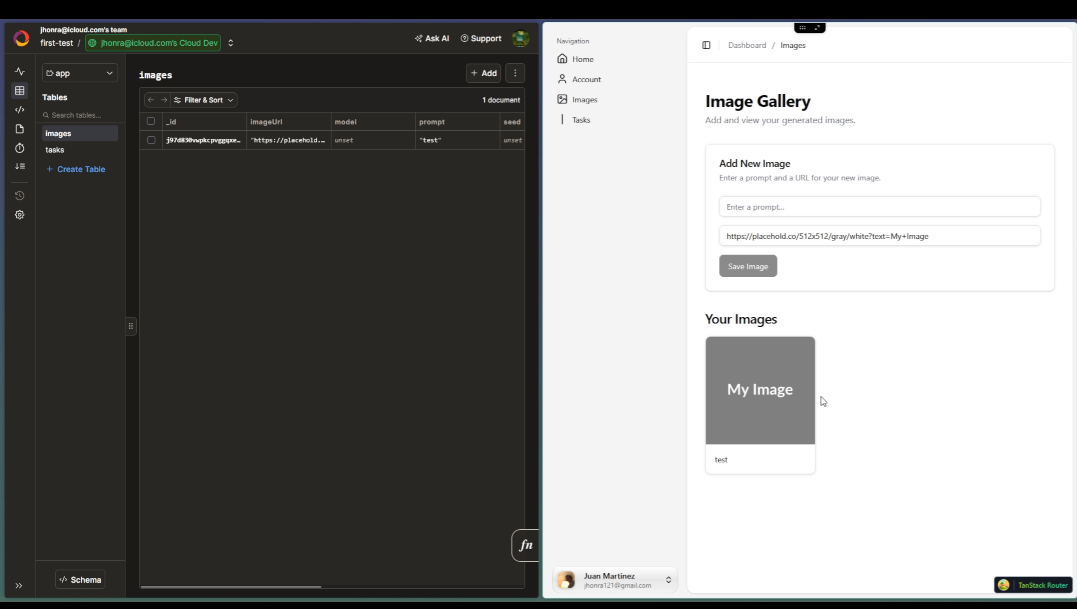 jhonra@icloud.com's team
first-test / jhonra@icloud.com's Cloud Dev
Ask AI
Support
app
Tables
Search tables...
images
tasks
+ Create Table
Schema
images
+ Add
Filter & Sort
1 document
_id imageUrl model prompt seed
"https://placehold... unset "test" unset
fn
Navigation
Home
Account
Images
Tasks
Juan Martinez
jhonra121@gmail.com
Dashboard / Images
Image Gallery
Add and view your generated images.
Add New Image
Enter a prompt and a URL for your new image.
Enter a prompt...
https://placehold.co/512x512/gray/white?text=My+Image
Save Image
Your Images
My Image
test
TanStack Router